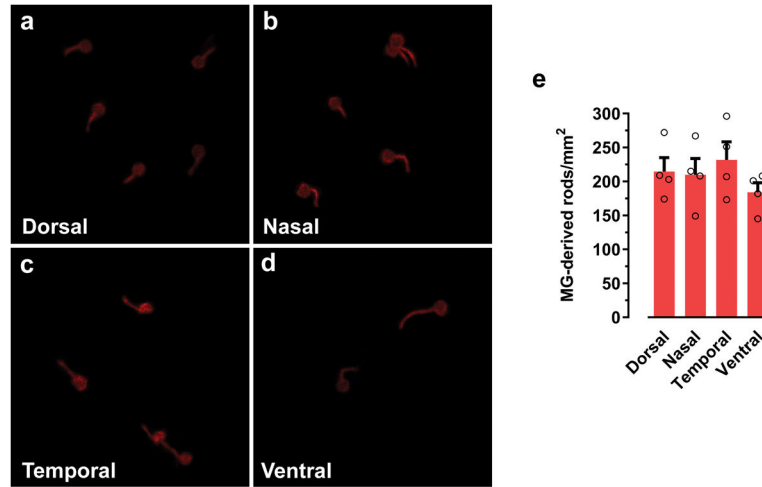 a
b
Dorsal
Nasal
c
d
Temporal
Ventral
e
MG-derived rods/mm²
300
250
200
150
100
50
0
Dorsal
Nasal
Temporal
Ventral